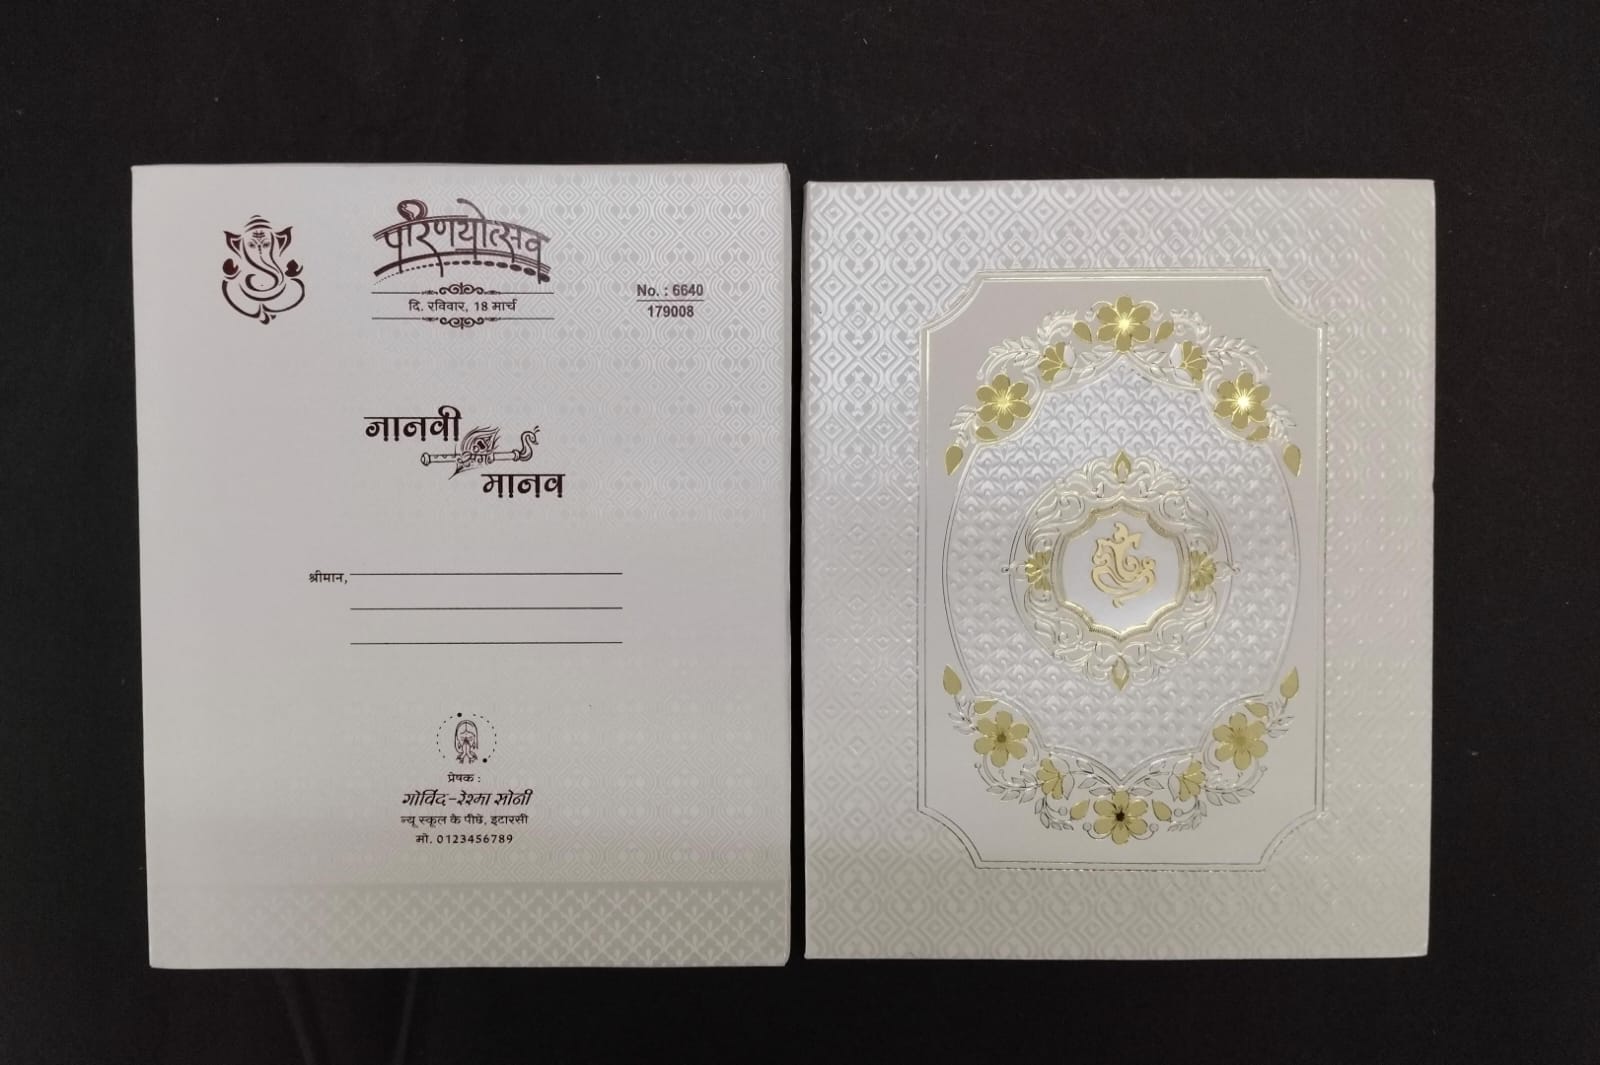 परिणयोत्सव
दि. रविवार, 18 मार्च
No. : 6640
179008
जानवी
संग
मानव
श्रीमान,
प्रेषक :
गोविंद-रेश्मा सोनी
न्यू स्कूल के पीछे, इटारसी
मो. 0123456789